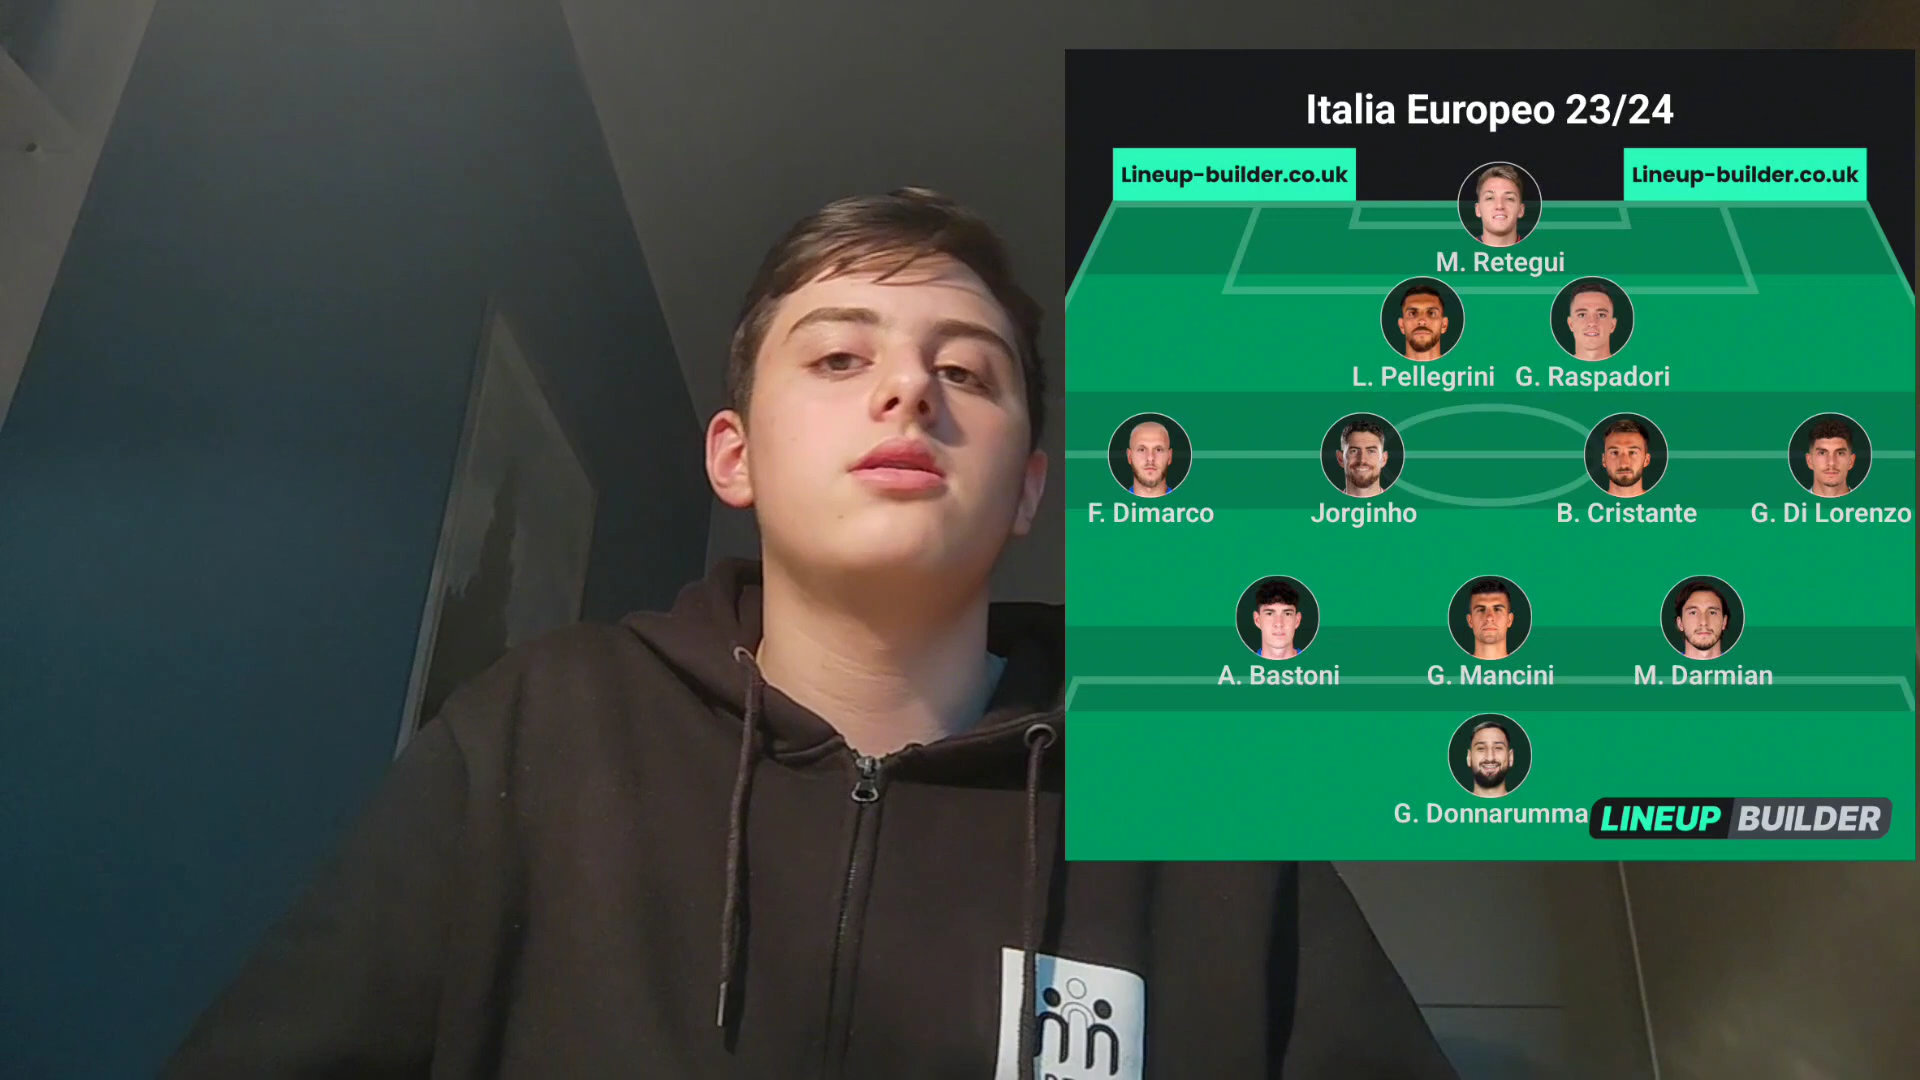 Italia Europeo 23/24
Lineup-builder.co.uk
Lineup-builder.co.uk
M. Retegui
L. Pellegrini
G. Raspadori
F. Dimarco
Jorginho
B. Cristante
G. Di Lorenzo
A. Bastoni
G. Mancini
M. Darmian
G. Donnarumma
LINEUP BUILDER